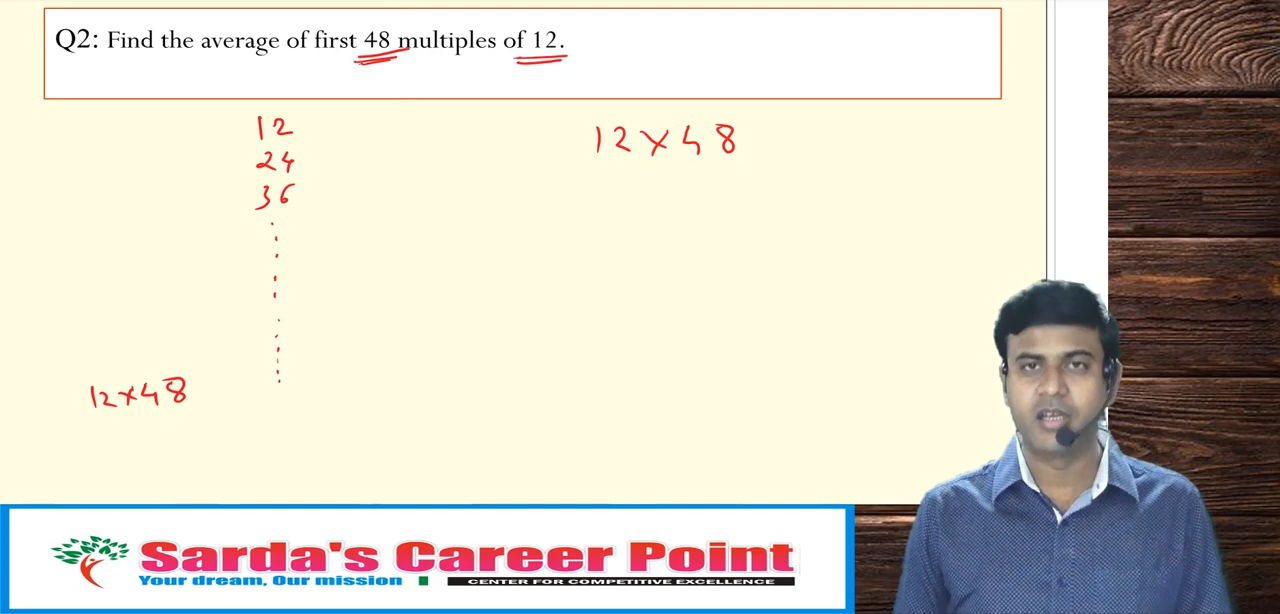 Q2: Find the average of first 48 multiples of 12.
12
24
36
12×48
12×48
Sarda's Career Point
Your dream, Our mission
CENTER FOR COMPETITIVE EXCELLENCE